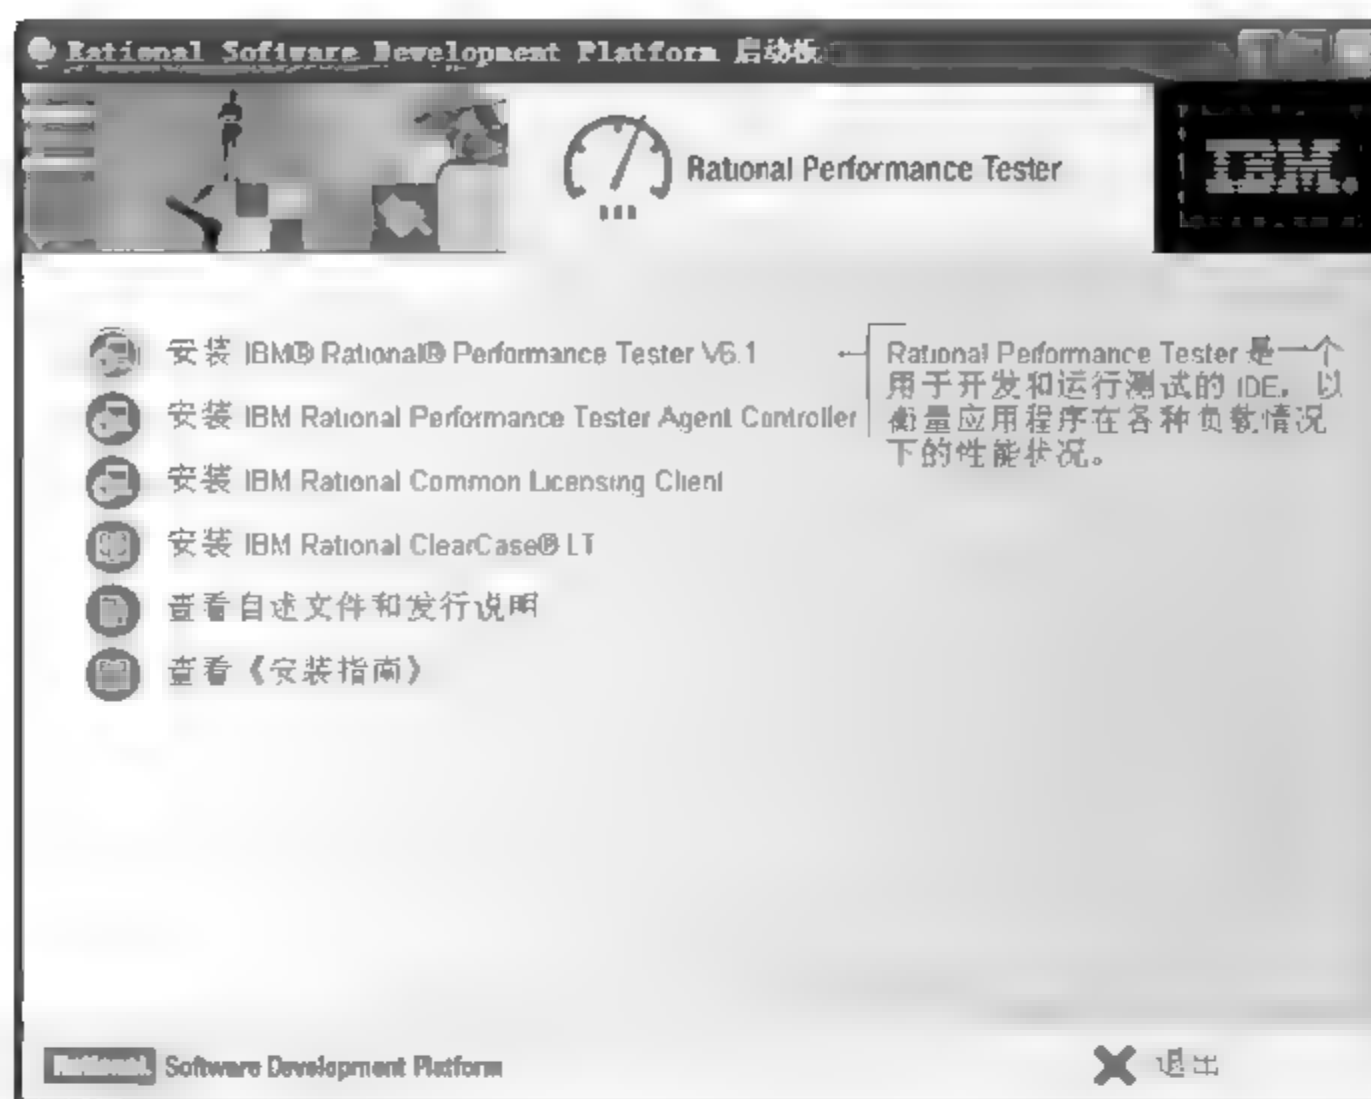 Rational Software Development Platform 启动板
Rational Performance Tester
IBM.
安装 IBM® Rational® Performance Tester V6.1
安装 IBM Rational Performance Tester Agent Controller
安装 IBM Rational Common Licensing Client
安装 IBM Rational ClearCase® LT
查看自述文件和发行说明
查看《安装指南》
Rational Performance Tester 是一个
用于开发和运行测试的 IDE，以
衡量应用程序在各种负载情况
下的性能状况。
Rational. Software Development Platform
退出